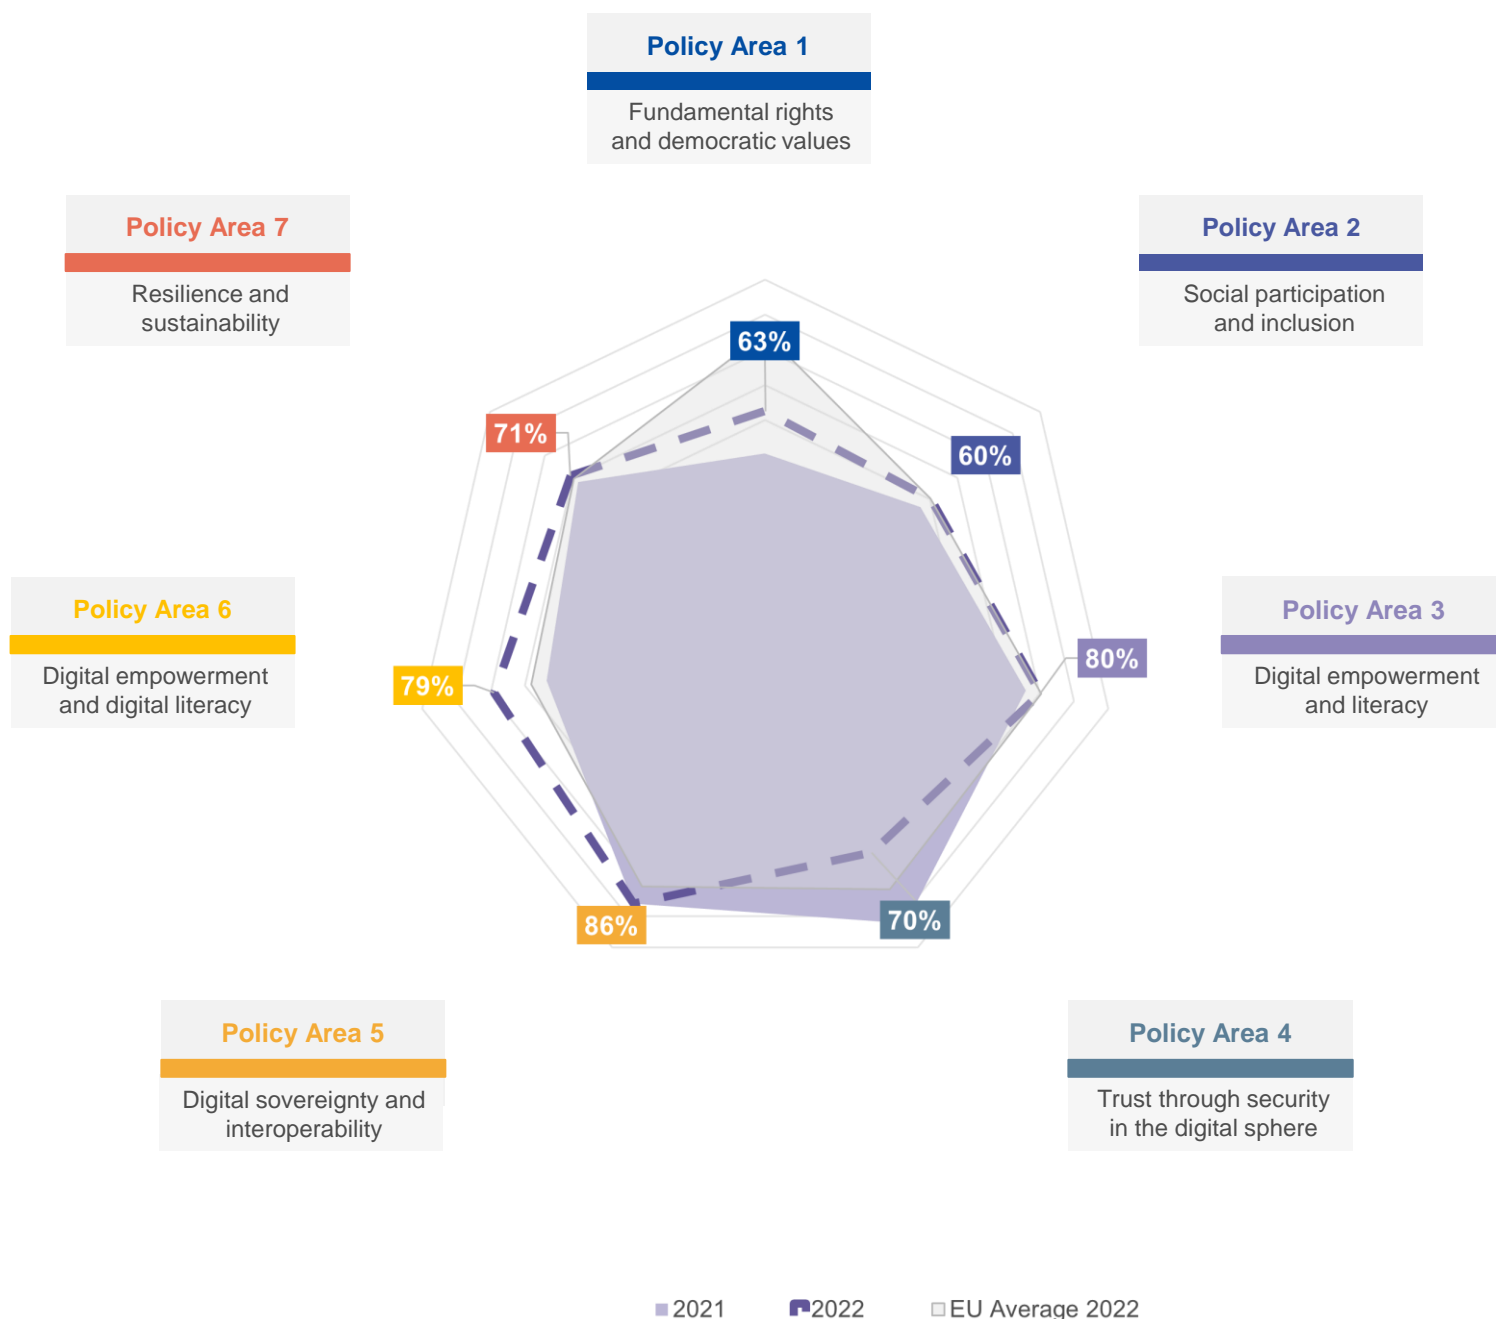 Policy Area 1
Fundamental rights
and democratic values
Policy Area 7
Resilience and
sustainability
Policy Area 2
Social participation
and inclusion
63%
71%
60%
Policy Area 6
Digital empowerment
and digital literacy
79%
80%
Policy Area 3
Digital empowerment
and literacy
86%
70%
Policy Area 5
Digital sovereignty and
interoperability
Policy Area 4
Trust through security
in the digital sphere
2021
2022
EU Average 2022